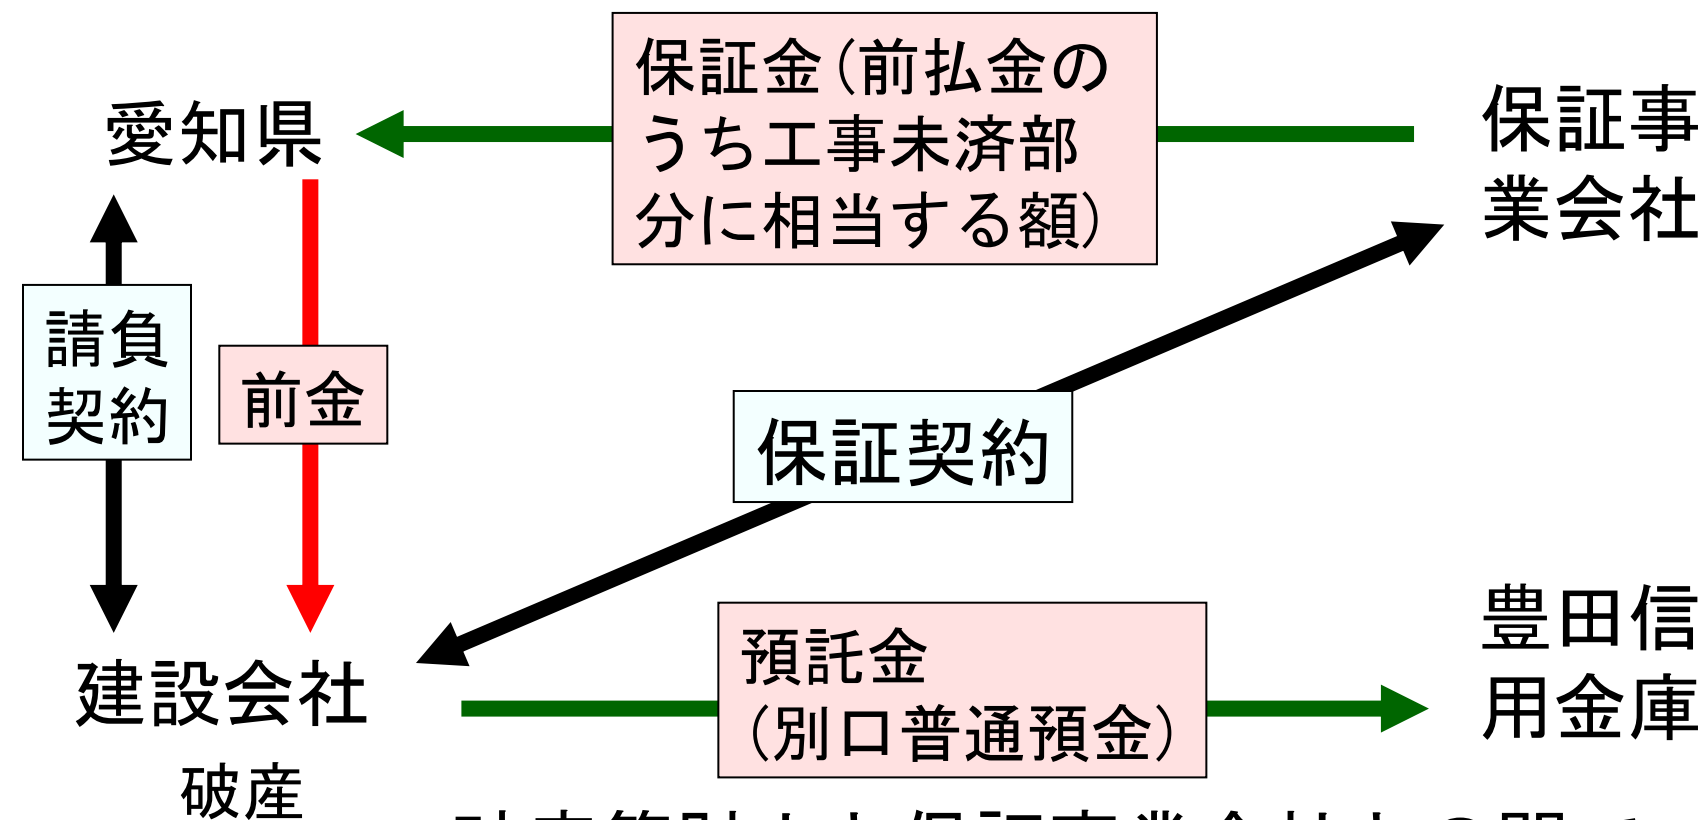 愛知県
保証金(前払金の
うち工事未済部
分に相当する額)
保証事
業会社
請負
契約
前金
保証契約
建設会社
破産
預託金
(別口普通預金)
豊田信
用金庫